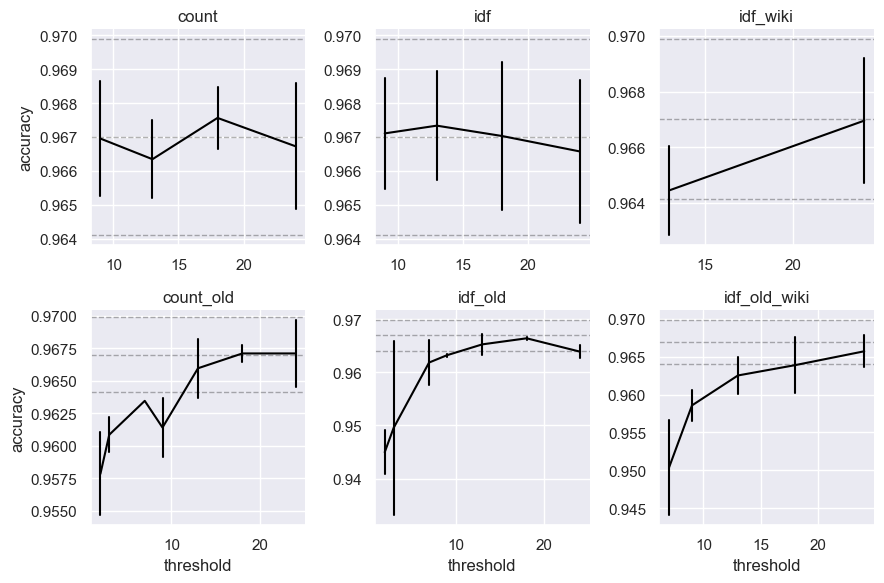 count
0.970
0.969
0.968
0.967
0.966
0.965
0.964
accuracy
10 15 20
idf
0.970
0.969
0.968
0.967
0.966
0.965
0.964
10 15 20
idf_wiki
0.970
0.968
0.966
0.964
15 20
count_old
0.9700
0.9675
0.9650
0.9625
0.9600
0.9575
0.9550
accuracy
10 20
threshold
idf_old
0.97
0.96
0.95
0.94
10 20
threshold
idf_old_wiki
0.970
0.965
0.960
0.955
0.950
0.945
10 15 20
threshold